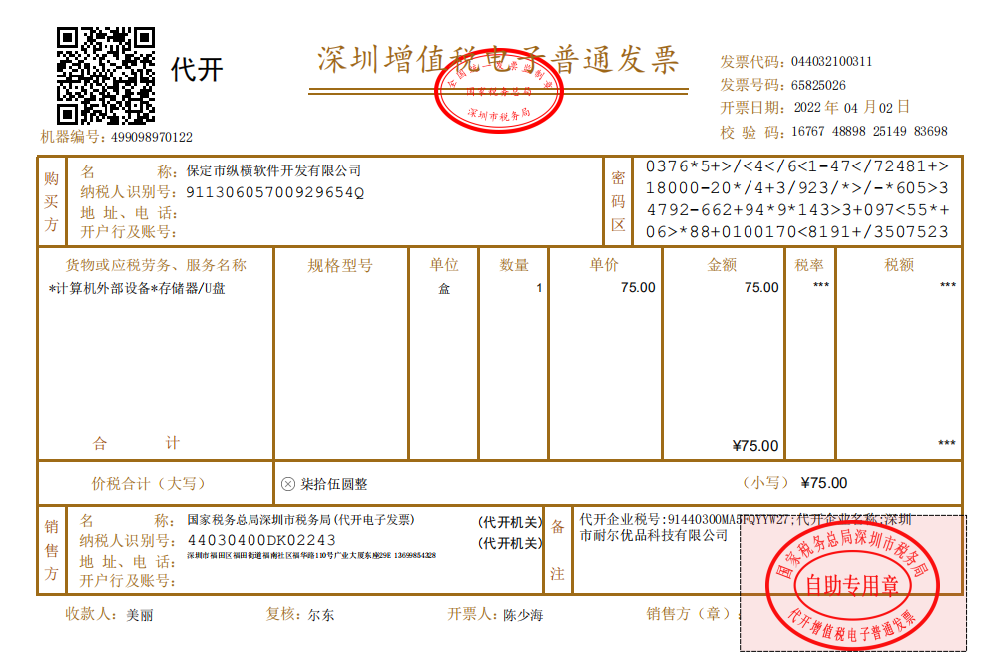 代开
深圳增值税电子普通发票
全国统一发票监制章
国家税务总局
深圳市税务局
发票代码: 044032100311
发票号码: 65825026
开票日期: 2022 年 04 月 02 日
校 验 码: 16767 48898 25149 83698
机器编号: 499098970122
购买方
名 称: 保定市纵横软件开发有限公司
纳税人识别号: 91130605700929654Q
地 址、电 话:
开户行及账号:
密码区
0376*5+>/<4</6<1-47</72481+>
18000-20*/4+3/923/*>/-*605>3
4792-662+94*9*143>3+097<55*+
06>*88+0100170<8191+/3507523
货物或应税劳务、服务名称 规格型号 单位 数量 单价 金额 税率 税额
*计算机外部设备*存储器/U盘 盒 1 75.00 75.00 *** ***
合 计 ¥75.00 ***
价税合计（大写） ⊗ 柒拾伍圆整 （小写） ¥75.00
销售方
名 称: 国家税务总局深圳市税务局(代开电子发票) (代开机关)
纳税人识别号: 44030400DK02243 (代开机关)
地 址、电 话: 深圳市福田区福田街道福南社区福华路110号广业大厦东座29E 13699854328
开户行及账号:
备注
代开企业税号:91440300MA5FQYYW27;代开企业名称:深圳
市耐尔优品科技有限公司
收款人: 美丽 复核: 尔东 开票人: 陈少海 销售方（章）:
国家税务总局深圳市税务局
自助专用章
代开增值税电子普通发票